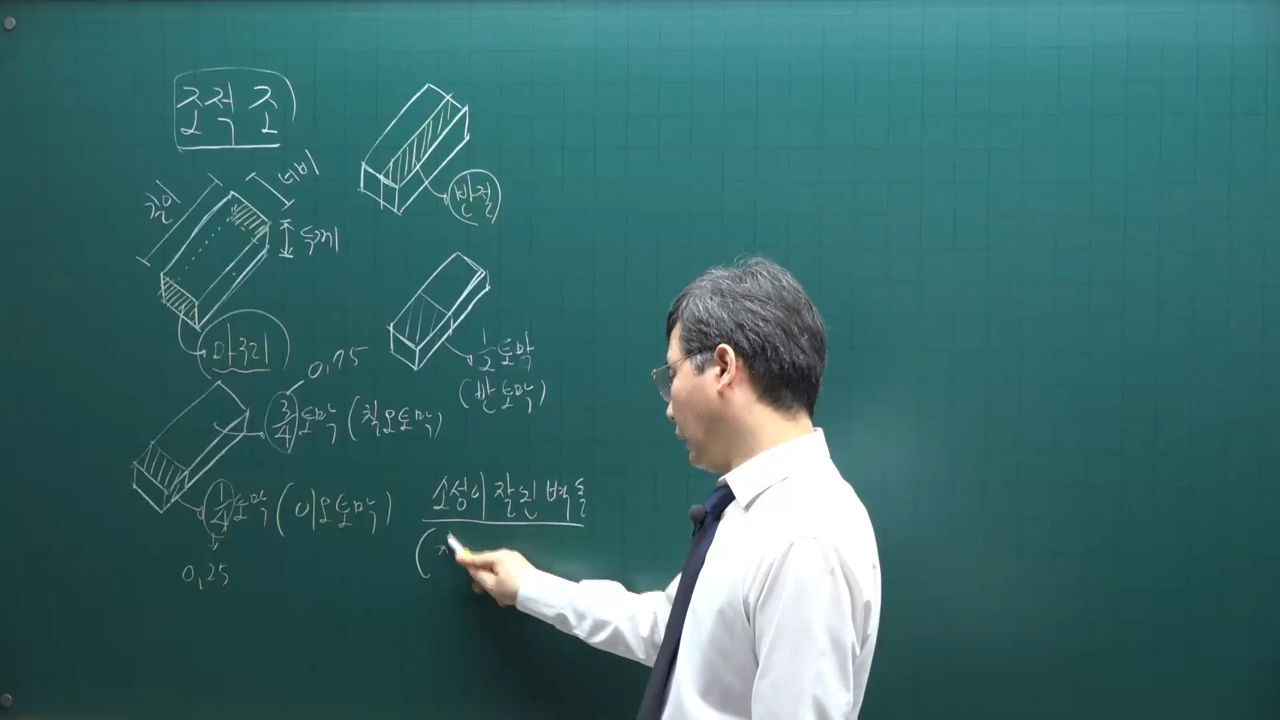 조적조
길이
너비
두께
마구리
반절
1/2 토막
(반토막)
0,75
3/4 토막 (칠오토막)
1/4 토막 (이오토막)
0,25
소성이 잘된 벽돌
(